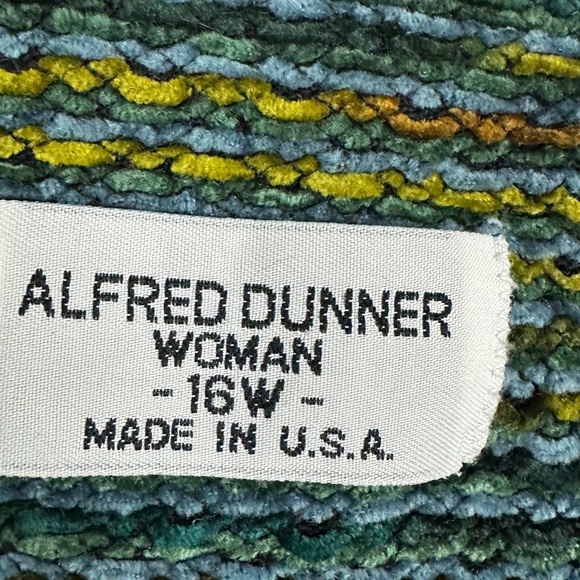 ALFRED DUNNER
WOMAN
- 16W -
MADE IN U.S.A.